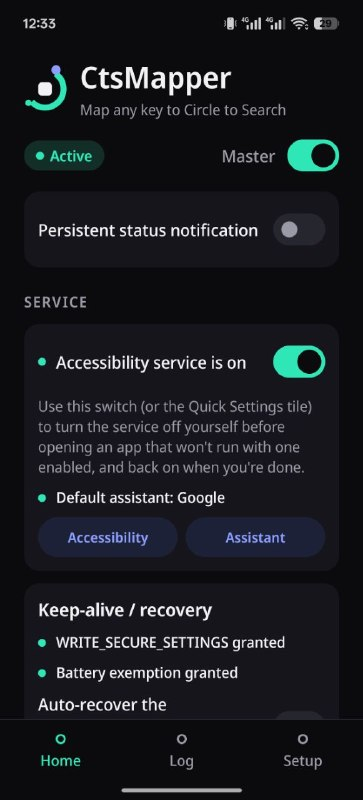 12:33
4G
4G
29
CtsMapper
Map any key to Circle to Search
Active
Master
Persistent status notification
SERVICE
Accessibility service is on
Use this switch (or the Quick Settings tile)
to turn the service off yourself before
opening an app that won't run with one
enabled, and back on when you're done.
Default assistant: Google
Accessibility
Assistant
Keep-alive / recovery
WRITE_SECURE_SETTINGS granted
Battery exemption granted
Auto-recover the
Home
Log
Setup